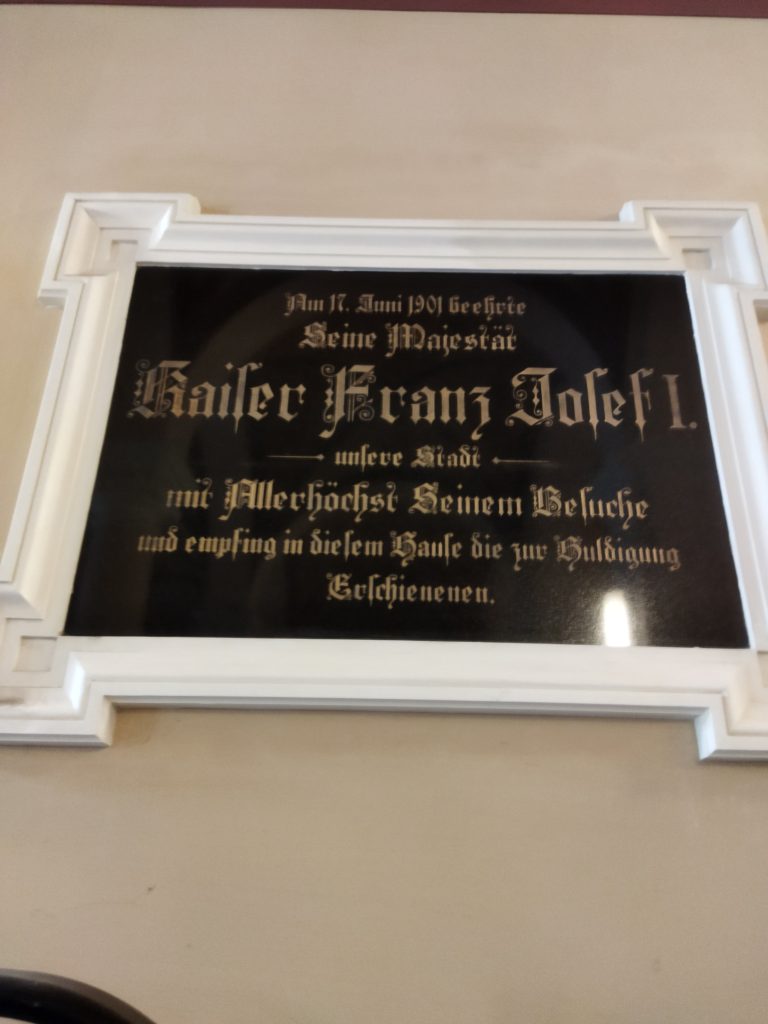 Am 17. Juni 1901 beehrte
Seine Majestät
Kaiser Franz Josef I.
unsere Stadt
mit Allerhöchst Seinem Besuche
und empfing in diesem Hause die zur Huldigung
Erschienenen.